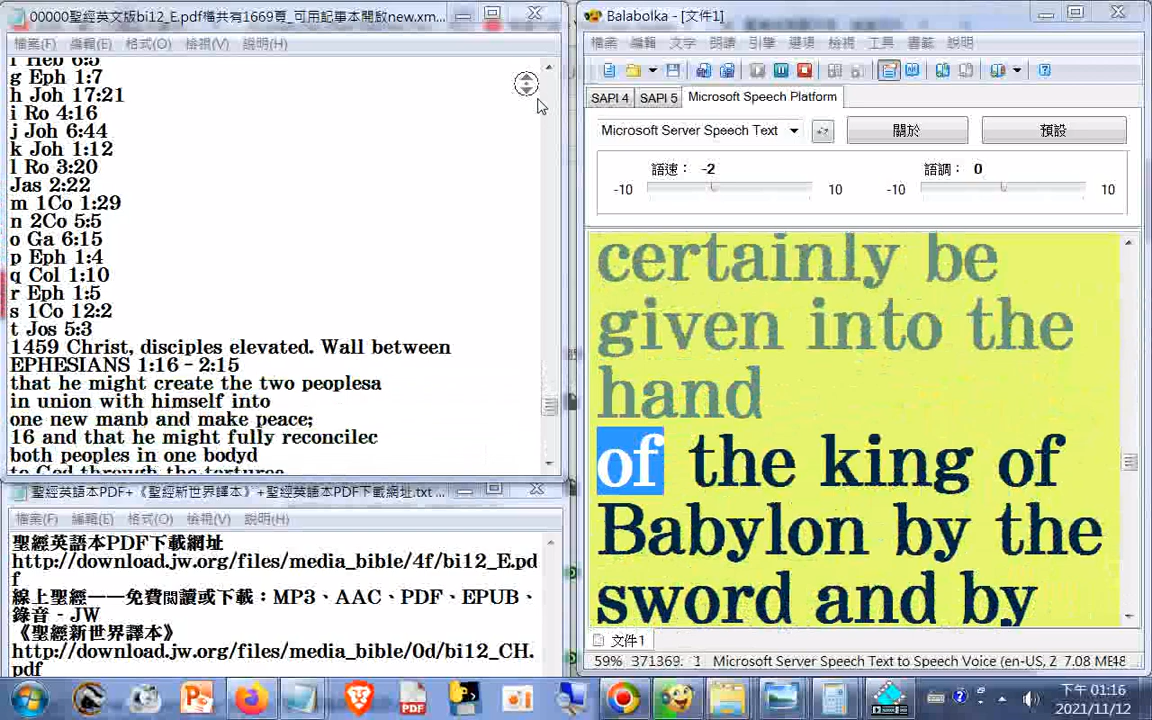 00000聖經英文版bi12_E.pdf檔共有1669頁_可用記事本開啟new.xm...
檔案(F) 編輯(E) 格式(O) 檢視(V) 說明(H)
r Heb 6:5
g Eph 1:7
h Joh 17:21
i Ro 4:16
j Joh 6:44
k Joh 1:12
l Ro 3:20
Jas 2:22
m 1Co 1:29
n 2Co 5:5
o Ga 6:15
p Eph 1:4
q Col 1:10
r Eph 1:5
s 1Co 12:2
t Jos 5:3
1459 Christ, disciples elevated. Wall between
EPHESIANS 1:16 – 2:15
that he might create the two peoplesa
in union with himself into
one new manb and make peace;
16 and that he might fully reconcilec
both peoples in one bodyd
to God through the torturee
聖經英語本PDF+《聖經新世界譯本》+聖經英語本PDF下載網址.txt ...
檔案(F) 編輯(E) 格式(O) 檢視(V) 說明(H)
聖經英語本PDF下載網址
http://download.jw.org/files/media_bible/4f/bi12_E.pd
f
線上聖經——免費閱讀或下載：MP3、AAC、PDF、EPUB、
錄音 - JW
《聖經新世界譯本》
http://download.jw.org/files/media_bible/0d/bi12_CH.
pdf
Balabolka - [文件1]
檔案 編輯 文字 朗讀 引擎 選項 檢視 工具 書籤 說明
SAPI 4 SAPI 5 Microsoft Speech Platform
Microsoft Server Speech Text 關於 預設
語速： -2 語調： 0
-10 10 -10 10
certainly be
given into the
hand
of the king of
Babylon by the
sword and by
文件1
59% 371369: 1 Microsoft Server Speech Text to Speech Voice (en-US, 2 7.08 ME48
下午 01:16
2021/11/12